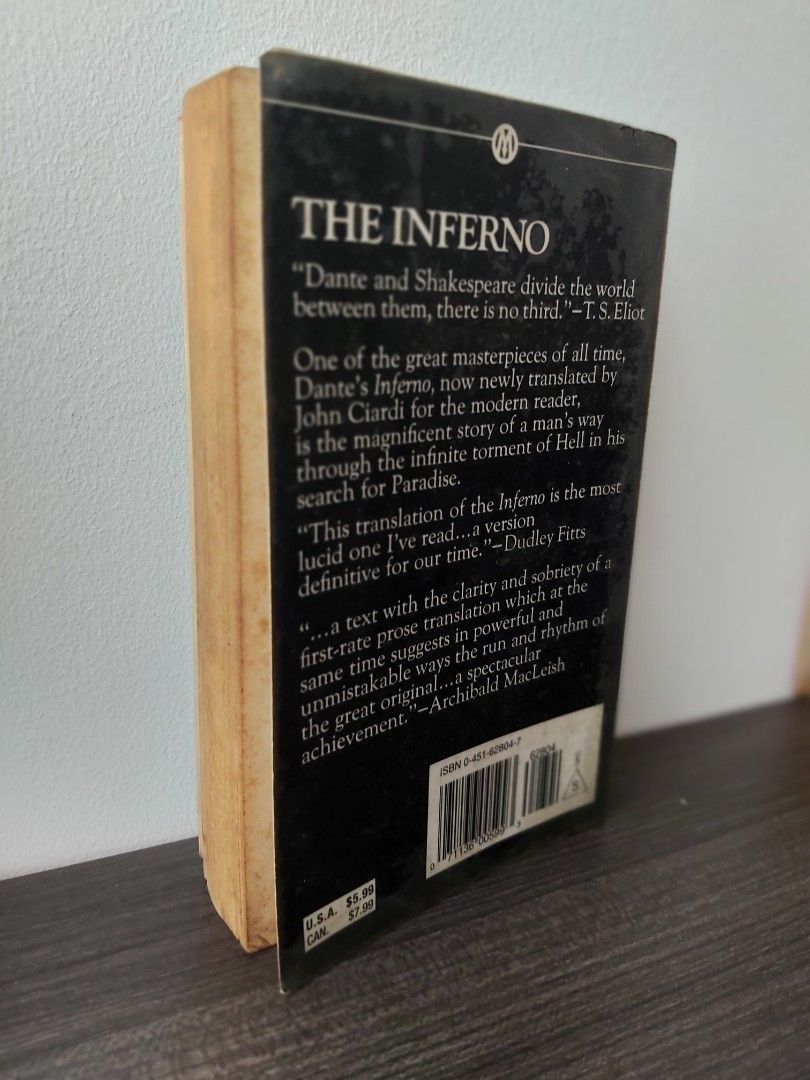 M
THE INFERNO
“Dante and Shakespeare divide the world
between them, there is no third.”—T. S. Eliot
One of the great masterpieces of all time,
Dante’s Inferno, now newly translated by
John Ciardi for the modern reader,
is the magnificent story of a man’s way
through the infinite torment of Hell in his
search for Paradise.
“This translation of the Inferno is the most
lucid one I’ve read...a version
definitive for our time.”—Dudley Fitts
“...a text with the clarity and sobriety of a
first-rate prose translation which at the
same time suggests in powerful and
unmistakable ways the run and rhythm of
the great original...a spectacular
achievement.”—Archibald MacLeish
ISBN 0-451-62804-7
62804
S
0 71136 00599 3
U.S.A. $5.99
CAN. $7.99